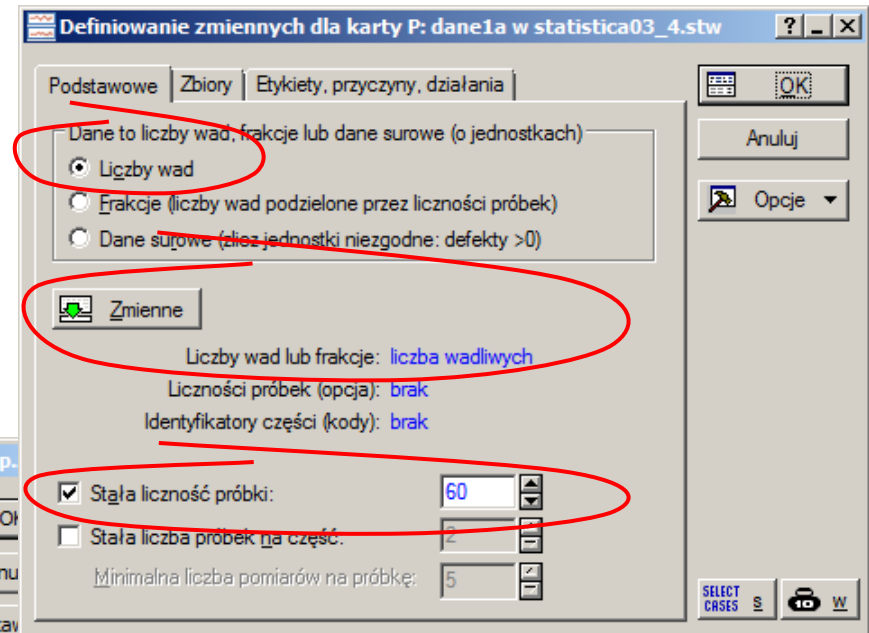 Definiowanie zmiennych dla karty P: dane1a w statistica03_4.stw
Podstawowe Zbiory Etykiety, przyczyny, działania
OK
Dane to liczby wad, frakcje lub dane surowe (o jednostkach)
Anuluj
Liczby wad
Frakcje (liczby wad podzielone przez liczności próbek)
Opcje
Dane surowe (zlicz jednostki niezgodne: defekty >0)
Zmienne
Liczby wad lub frakcje: liczba wadliwych
Liczności próbek (opcja): brak
Identyfikatory części (kody): brak
p.
Stała liczność próbki: 60
Stała liczba próbek na część: 2
Minimalna liczba pomiarów na próbkę: 5
SELECT CASES S W